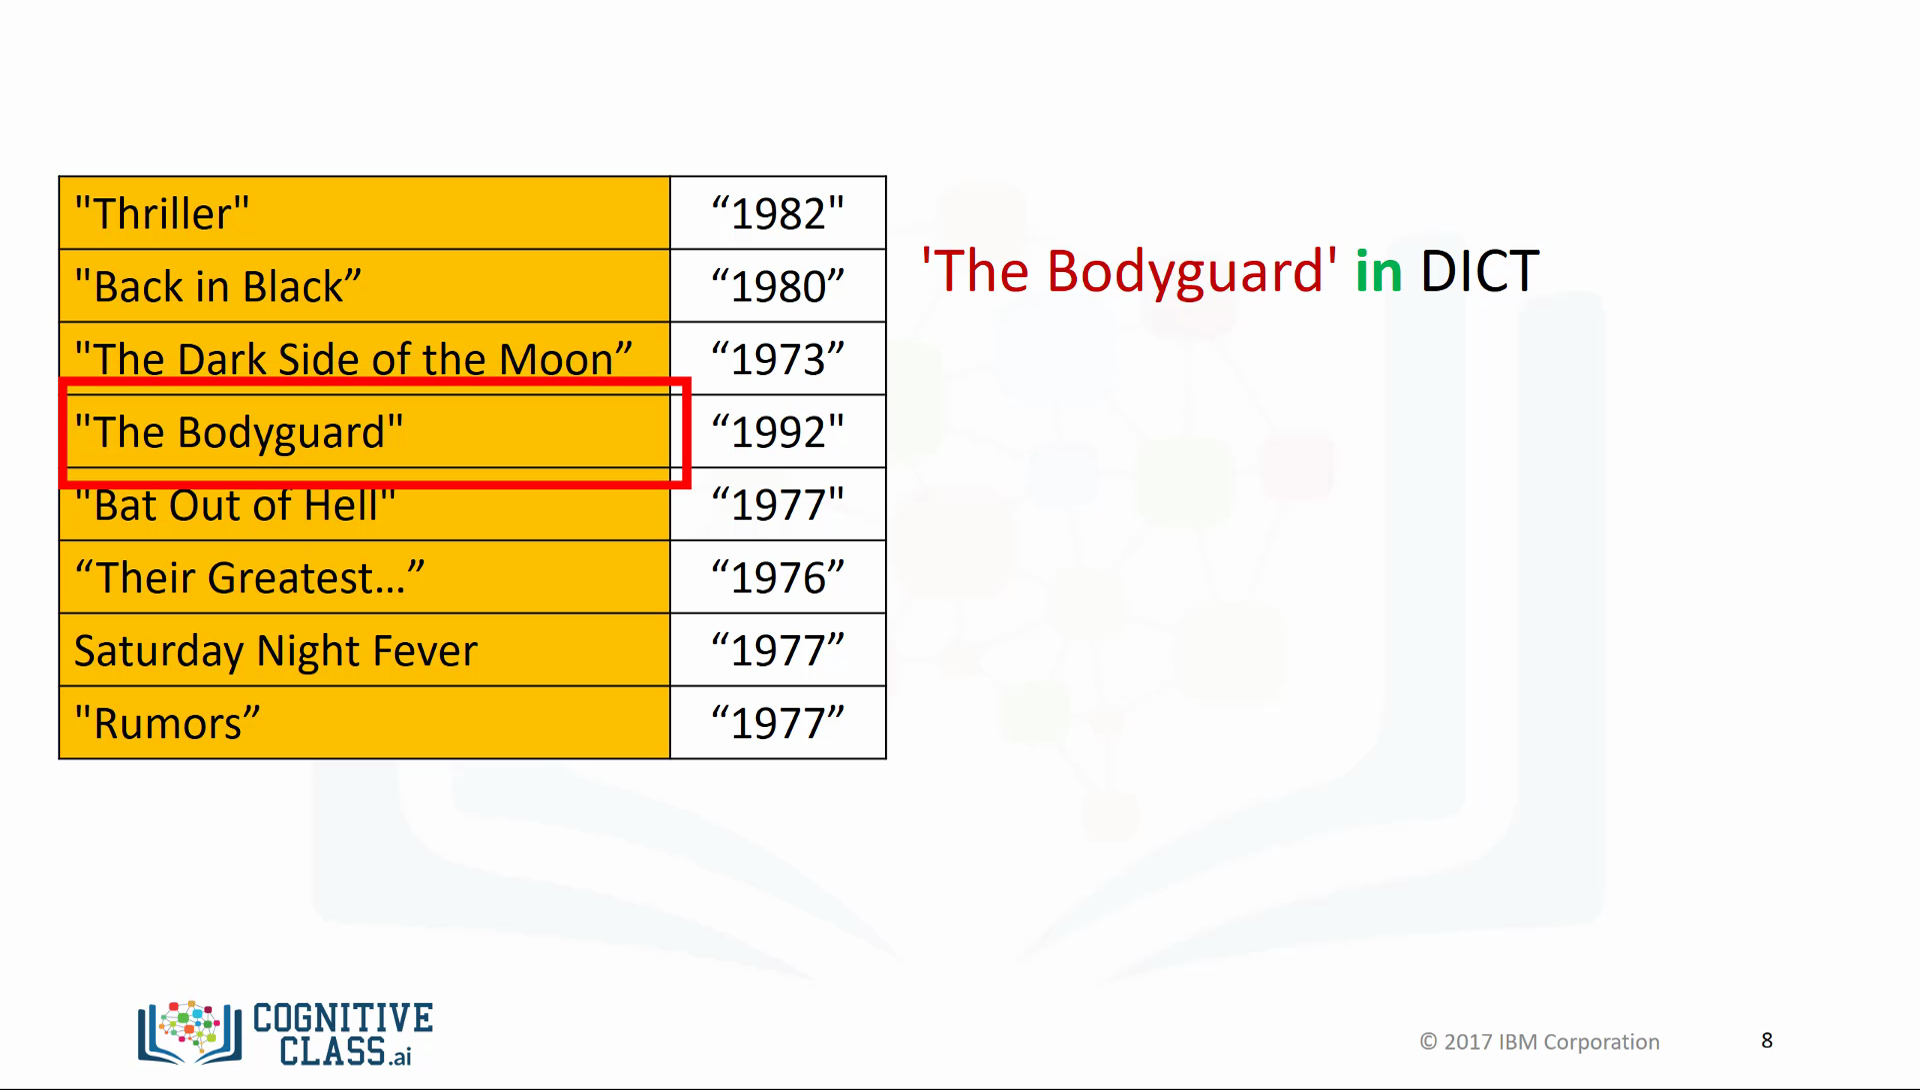 "Thriller" “1982"
"Back in Black” “1980”
'The Bodyguard' in DICT
"The Dark Side of the Moon” “1973”
"The Bodyguard" “1992"
"Bat Out of Hell" “1977"
“Their Greatest...” “1976”
Saturday Night Fever “1977”
"Rumors” “1977”
COGNITIVE
CLASS.ai
© 2017 IBM Corporation 8